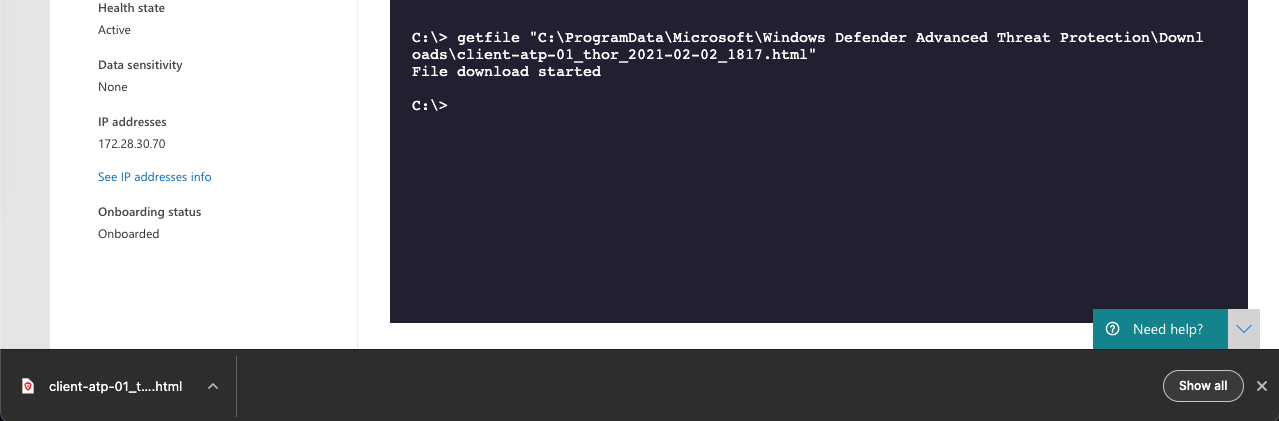 Health state
Active
Data sensitivity
None
IP addresses
172.28.30.70
See IP addresses info
Onboarding status
Onboarded
C:\> getfile "C:\ProgramData\Microsoft\Windows Defender Advanced Threat Protection\Downl
oads\client-atp-01_thor_2021-02-02_1817.html"
File download started
C:\>
Need help?
client-atp-01_t....html
Show all